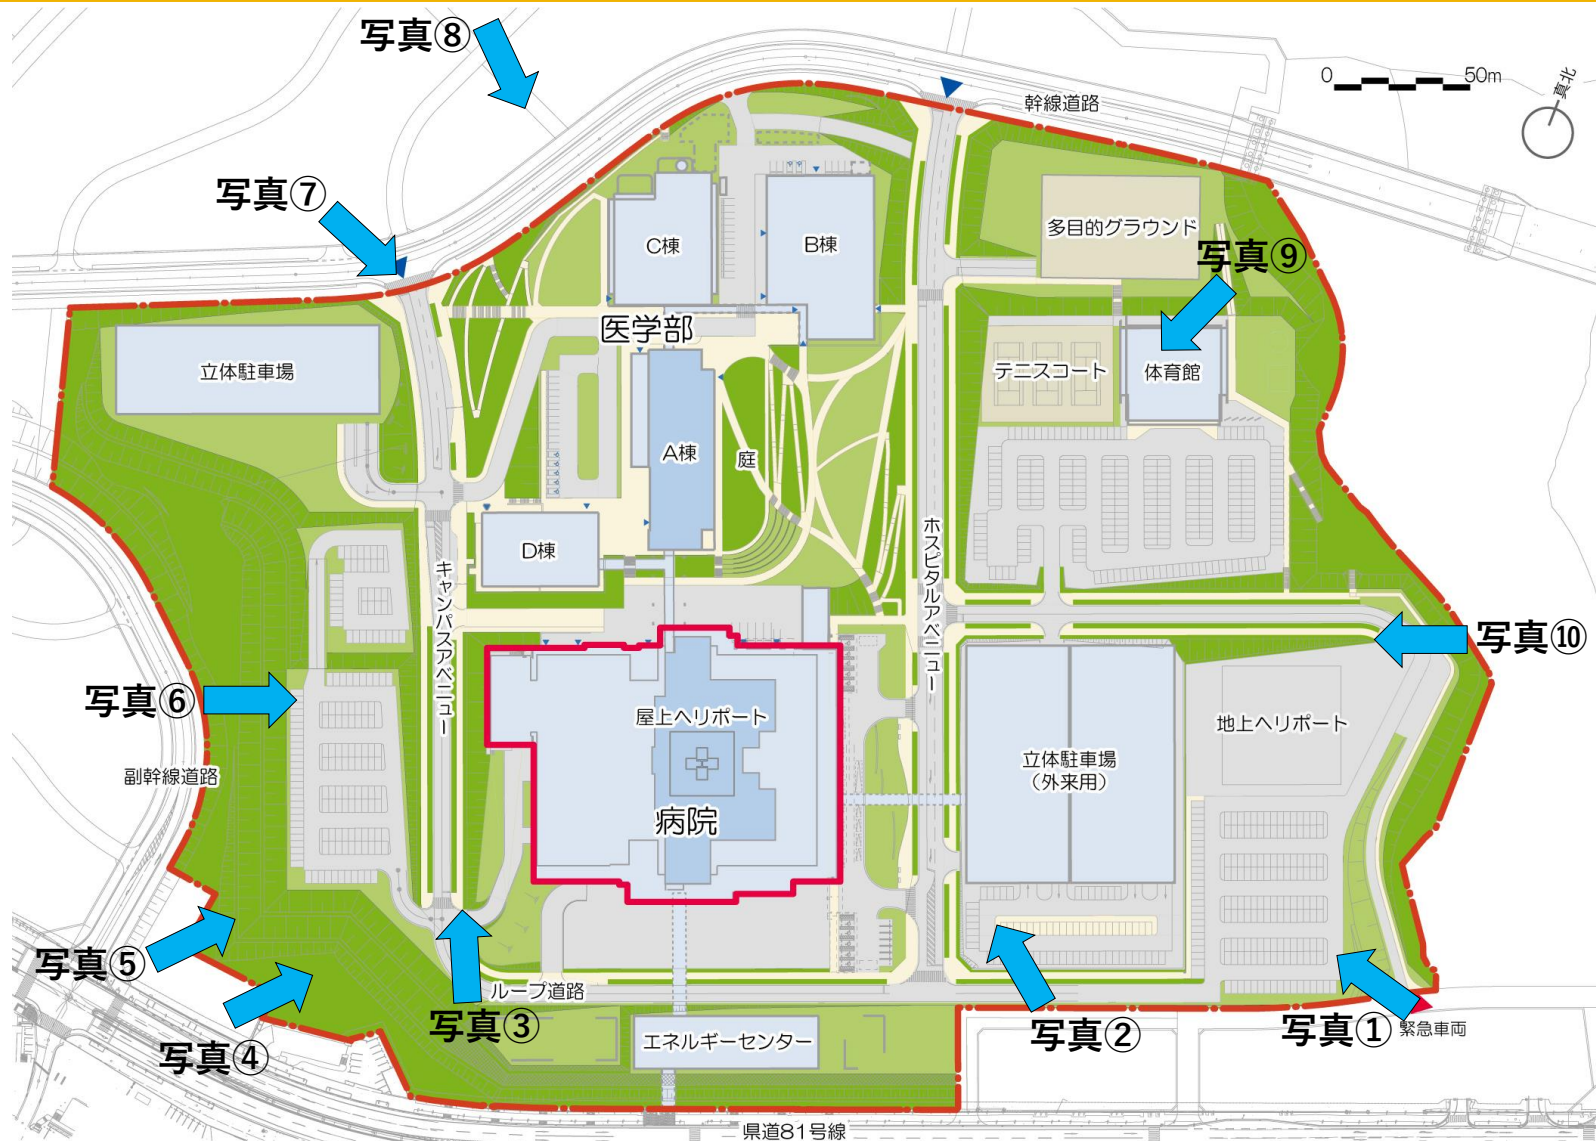 写真⑧
0 50m
真北
幹線道路
写真⑦
C棟
B棟
多目的グラウンド
写真⑨
医学部
立体駐車場
テニスコート
体育館
A棟
庭
D棟
キャンパスアベニュー
ホスピタルアベニュー
写真⑩
写真⑥
屋上ヘリポート
地上ヘリポート
副幹線道路
立体駐車場
（外来用）
病院
写真⑤
ループ道路
写真③
写真④
エネルギーセンター
写真②
写真①
緊急車両
県道81号線